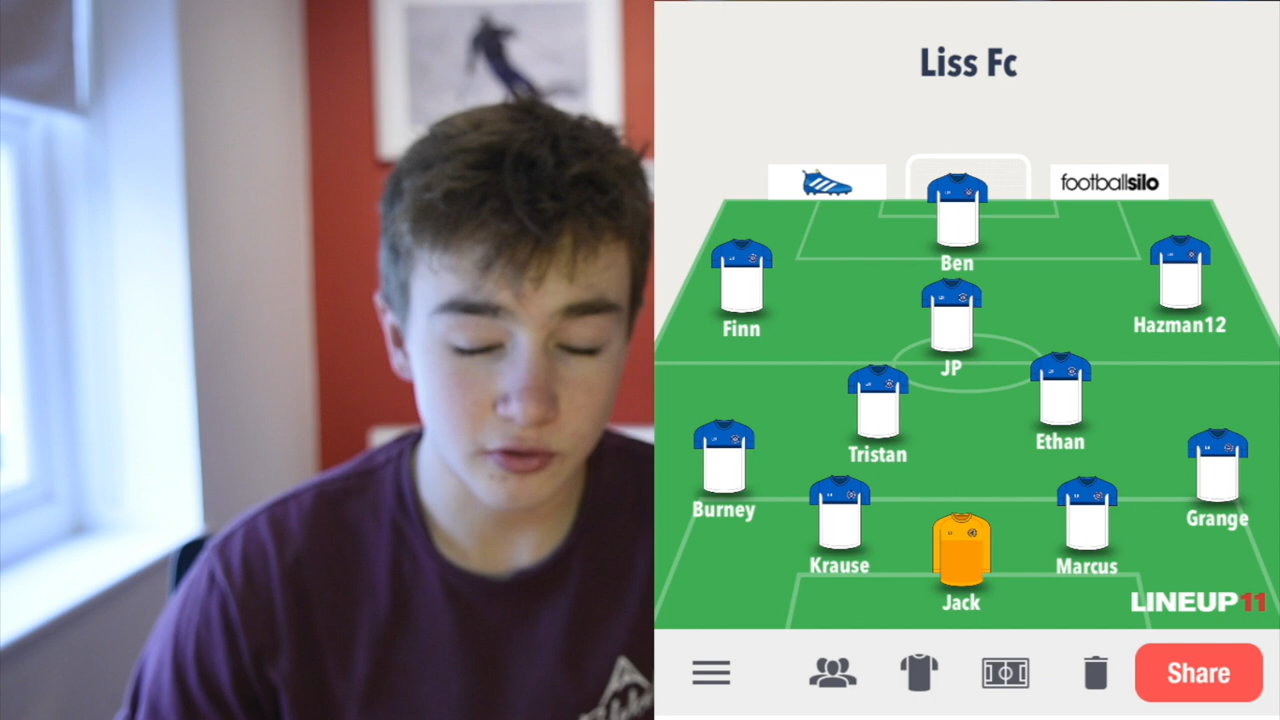 Liss Fc
footballsilo
Ben
Finn
Hazman12
JP
Tristan
Ethan
Burney
Grange
Krause
Marcus
Jack
LINEUP11
Share